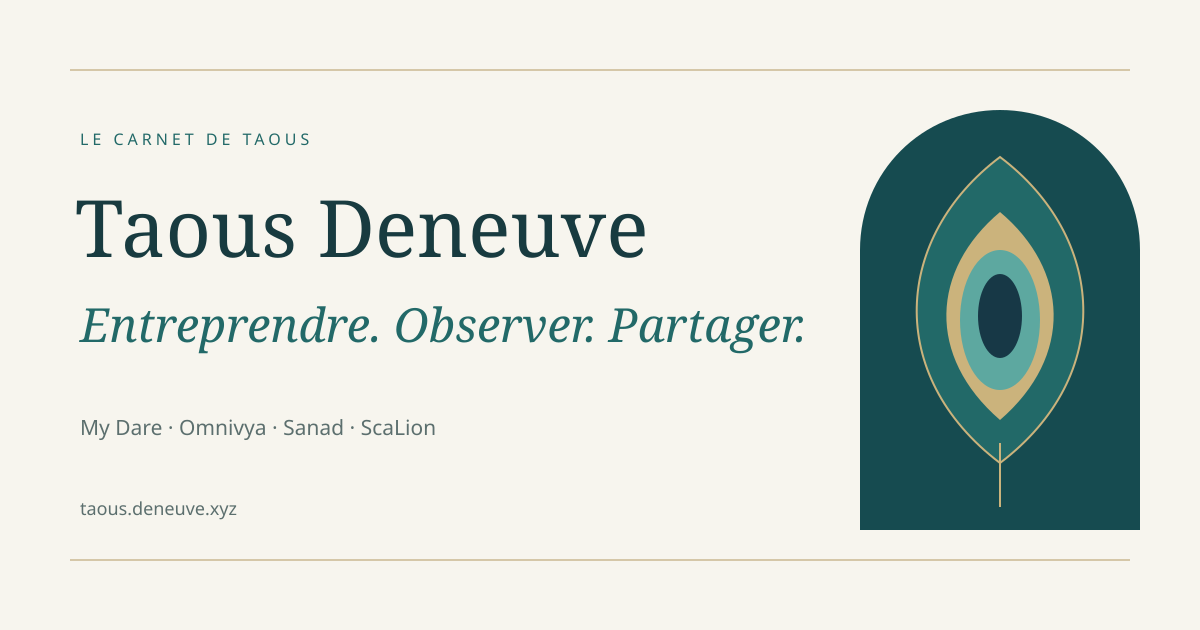 LE CARNET DE TAOUS
Taous Deneuve
Entreprendre. Observer. Partager.
My Dare · Omnivya · Sanad · ScaLion
taous.deneuve.xyz